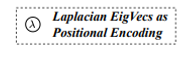 λ Laplacian EigVecs as
Positional Encoding